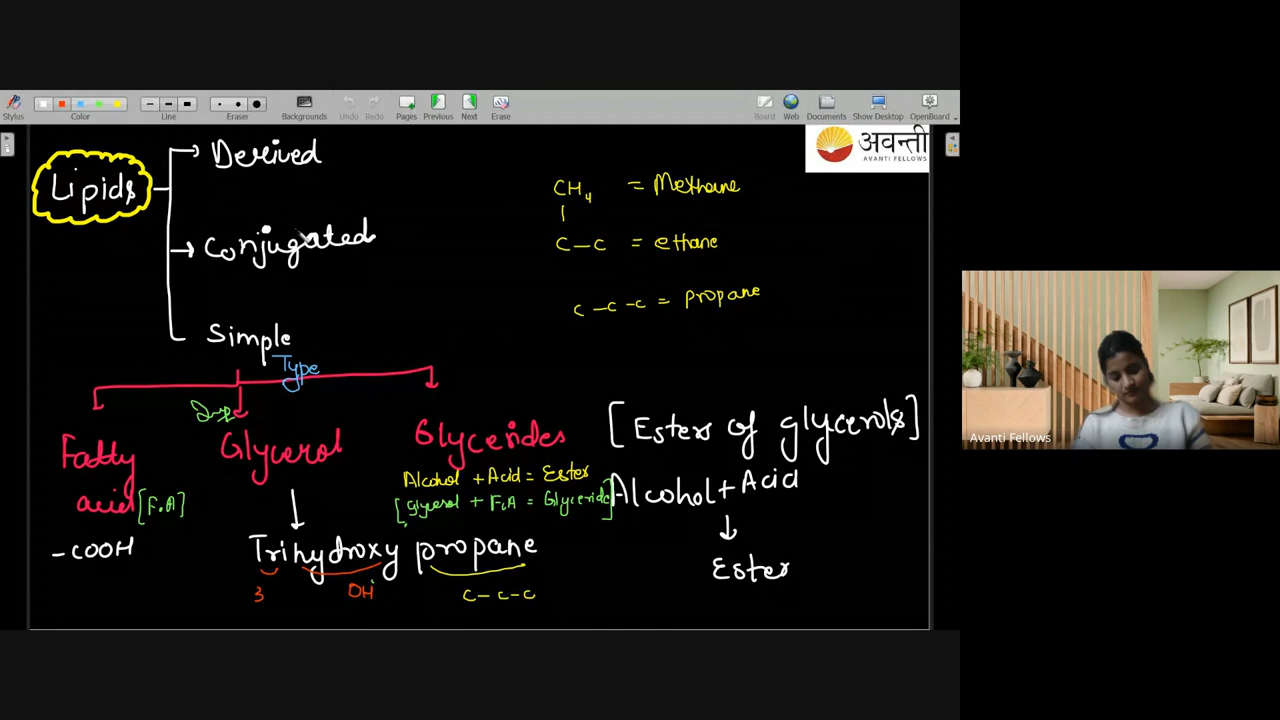 Styles
Color
Line
Eraser
Backgrounds
Undo
Redo
Pages
Previous
Next
Erase
Board
Web
Documents
Show Desktop
OpenBoard
अवन्ती
AVANTI FELLOWS
Lipids
Derived
Conjugated
Simple
Type
CH4 = Methane
C-C = ethane
C-C-C = propane
Fatty
acid [F.A]
-COOH
Glycerol
Glycerides
Alcohol + Acid = Ester
[Glycerol + F.A = Glyceride]
Trihydroxy propane
3 OH C-C-C
[Esters of glycerols]
Alcohol + Acid
Ester
Avanti Fellows